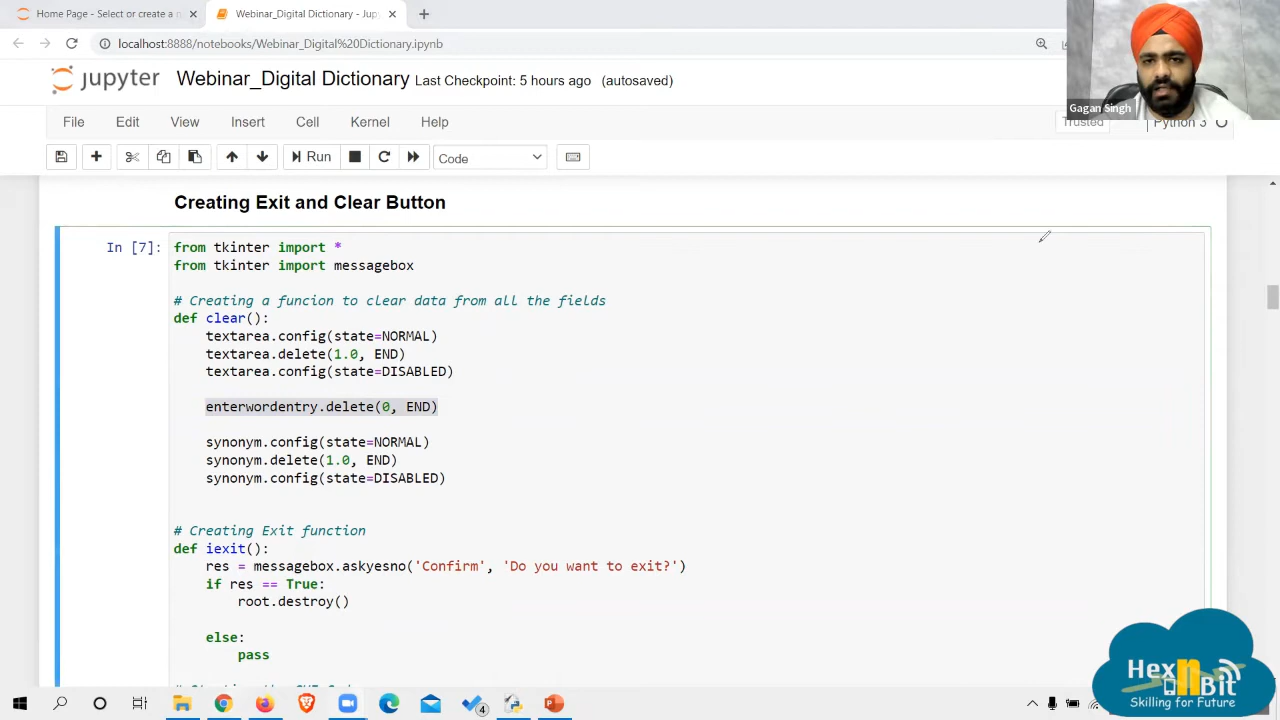 Home Page - Select or create a n
Webinar_Digital Dictionary - Jup
localhost:8888/notebooks/Webinar_Digital%20Dictionary.ipynb
Gagan Singh
jupyter
Webinar_Digital Dictionary Last Checkpoint: 5 hours ago (autosaved)
File Edit View Insert Cell Kernel Help
Trusted
Python 3
Run
Code
Creating Exit and Clear Button
In [7]:
from tkinter import *
from tkinter import messagebox
# Creating a funcion to clear data from all the fields
def clear():
textarea.config(state=NORMAL)
textarea.delete(1.0, END)
textarea.config(state=DISABLED)
enterwordentry.delete(0, END)
synonym.config(state=NORMAL)
synonym.delete(1.0, END)
synonym.config(state=DISABLED)
# Creating Exit function
def iexit():
res = messagebox.askyesno('Confirm', 'Do you want to exit?')
if res == True:
root.destroy()
else:
pass
Hex n Bit
Skilling for Future
4